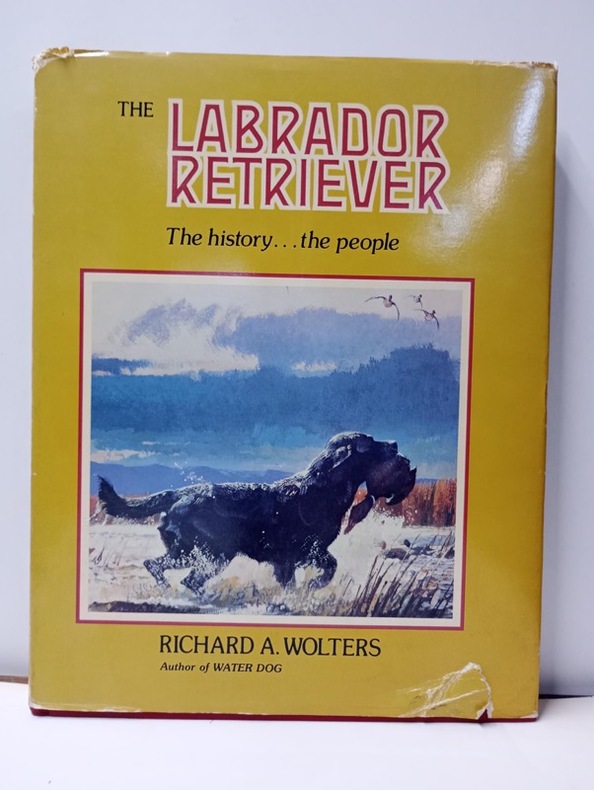 THE LABRADOR
RETRIEVER
The history...the people
RICHARD A. WOLTERS
Author of WATER DOG